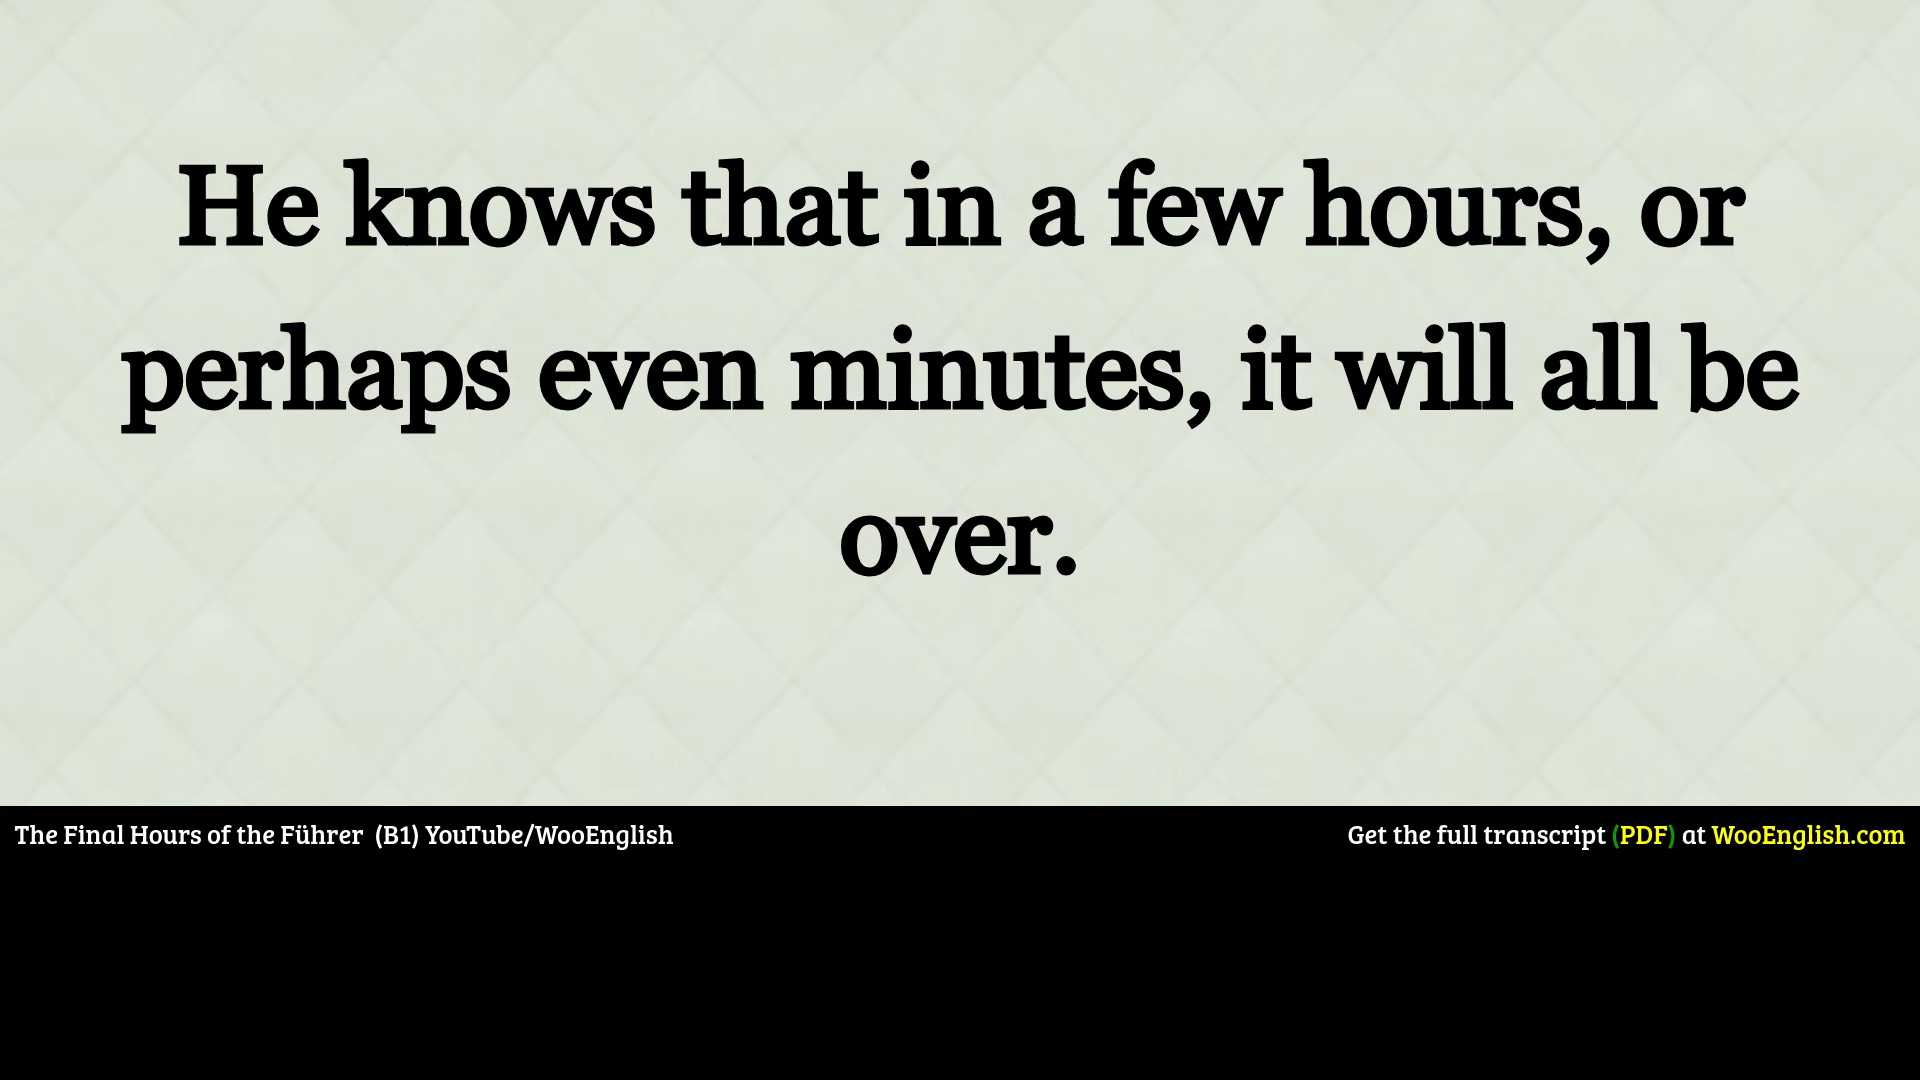 He knows that in a few hours, or
perhaps even minutes, it will all be
over.
The Final Hours of the Führer  (B1) YouTube/WooEnglish
Get the full transcript (PDF) at WooEnglish.com